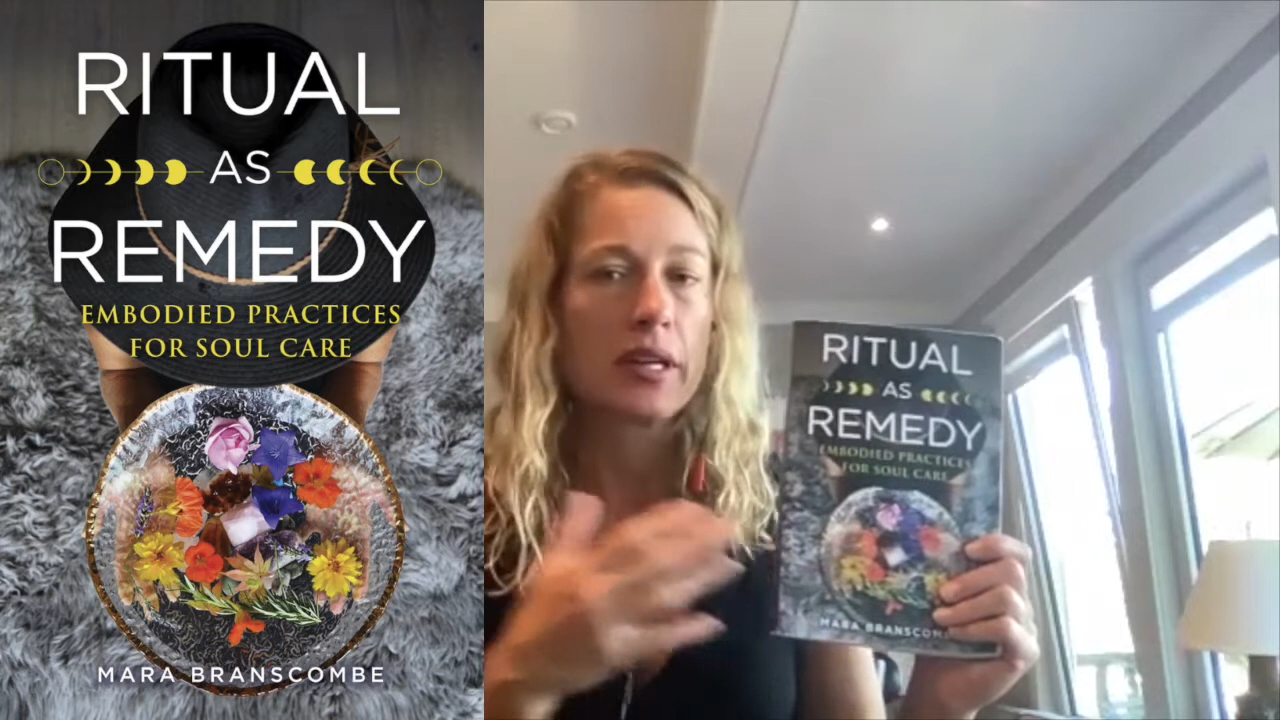 RITUAL
AS
REMEDY
EMBODIED PRACTICES
FOR SOUL CARE
MARA BRANSCOMBE
RITUAL
AS
REMEDY
EMBODIED PRACTICES
FOR SOUL CARE
MARA BRANSCOM